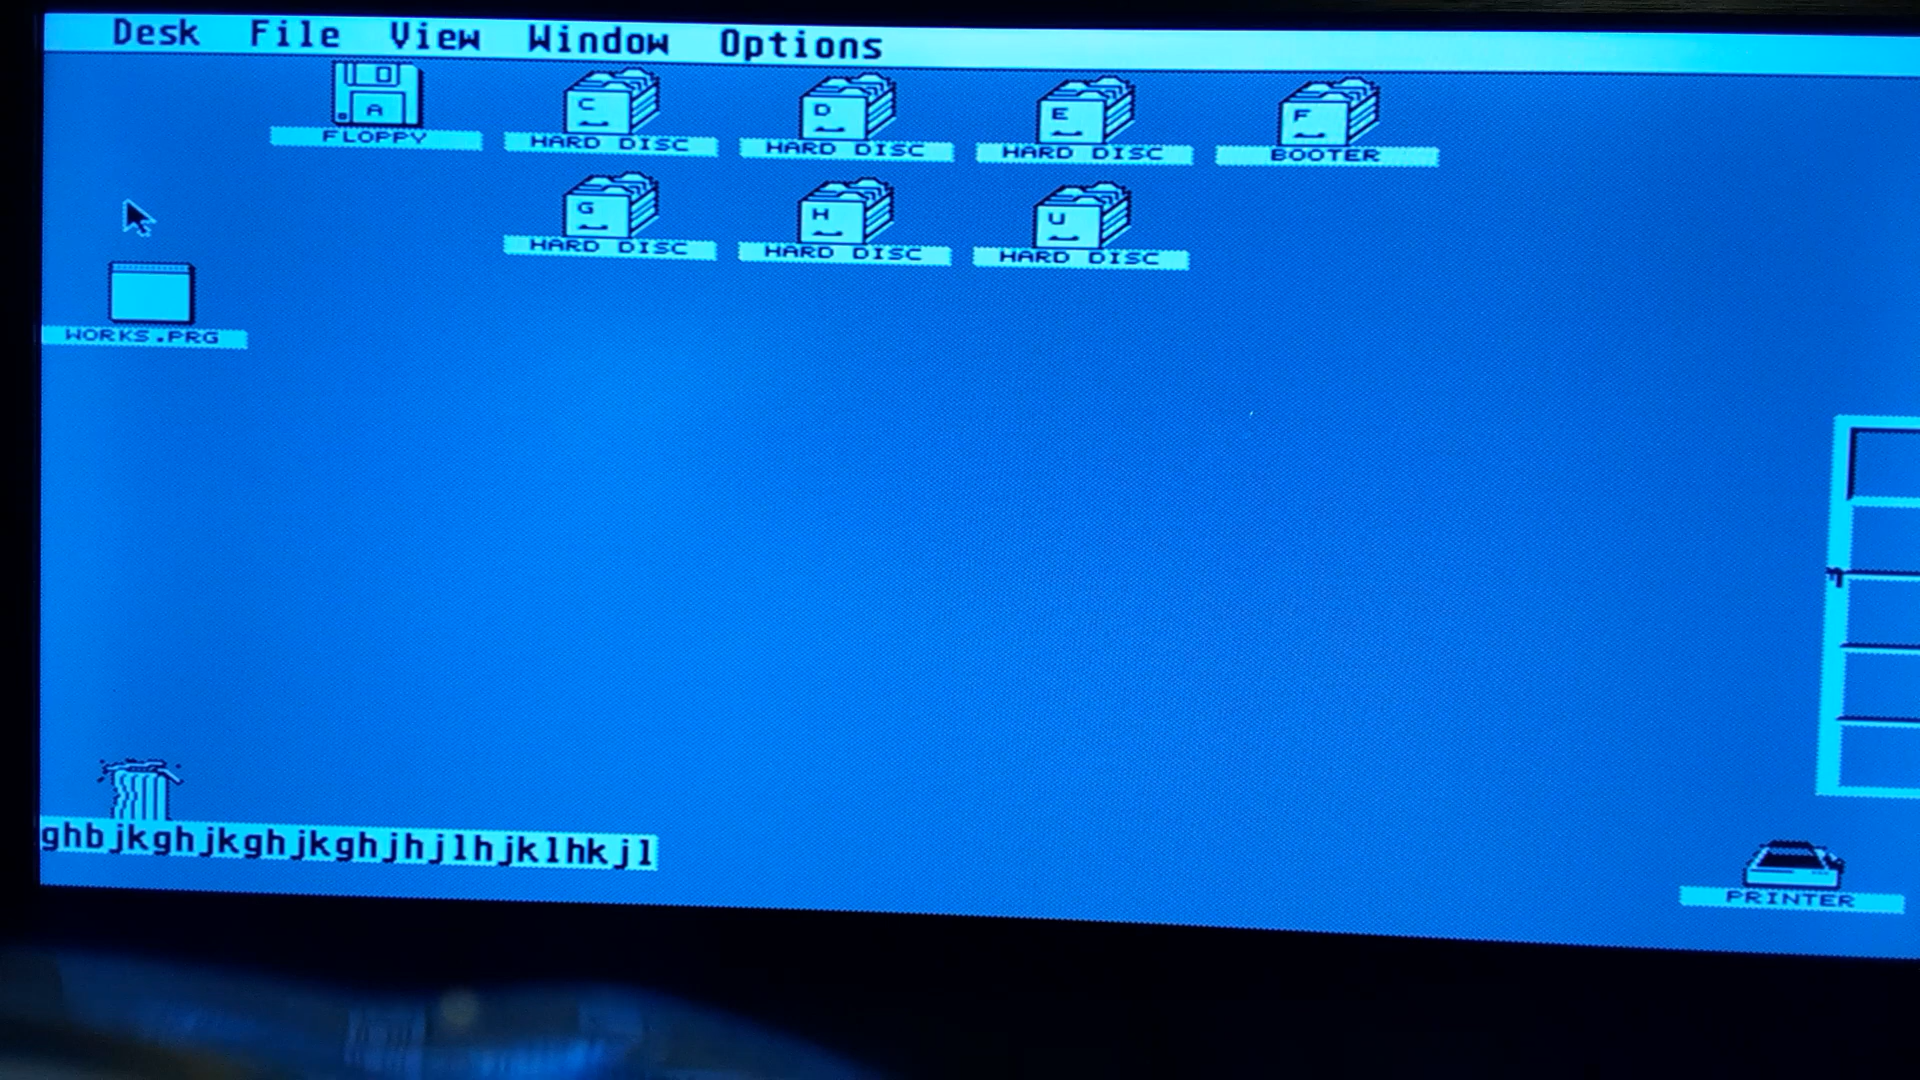 Desk File View Window Options
A
FLOPPY
C
HARD DISC
D
HARD DISC
E
HARD DISC
F
BOOTER
G
HARD DISC
H
HARD DISC
U
HARD DISC
WORKS.PRG
ghbjkghjkghjkghjhjlhjklhkjl
PRINTER